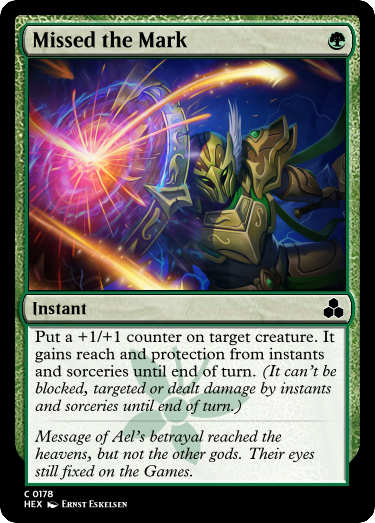 Missed the Mark
Instant
Put a +1/+1 counter on target creature. It
gains reach and protection from instants
and sorceries until end of turn. (It can't be
blocked, targeted or dealt damage by instants
and sorceries until end of turn.)
Message of Ael's betrayal reached the
heavens, but not the other gods. Their eyes
still fixed on the Games.
C 0178
HEX Ernst Eskelsen